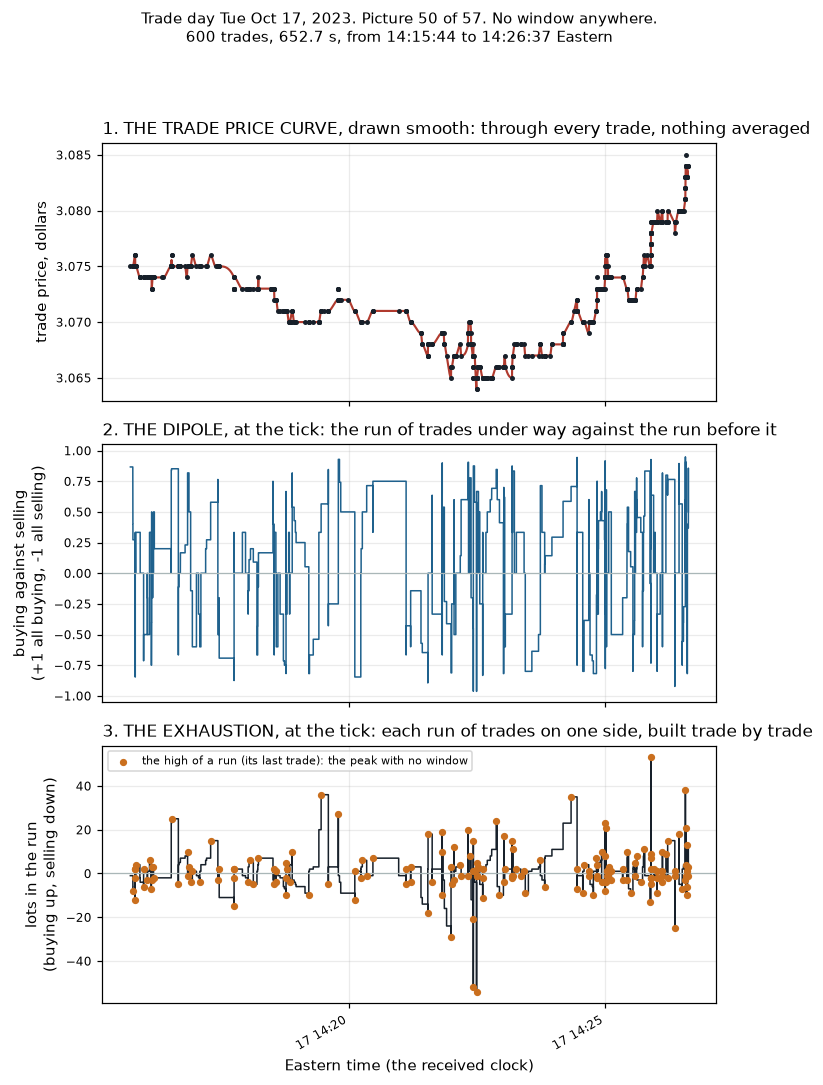 Trade day Tue Oct 17, 2023. Picture 50 of 57. No window anywhere.
600 trades, 652.7 s, from 14:15:44 to 14:26:37 Eastern
1. THE TRADE PRICE CURVE, drawn smooth: through every trade, nothing averaged
3.085
3.080
3.075
3.070
3.065
trade price, dollars
2. THE DIPOLE, at the tick: the run of trades under way against the run before it
1.00
0.75
0.50
0.25
0.00
−0.25
−0.50
−0.75
−1.00
buying against selling
(+1 all buying, -1 all selling)
3. THE EXHAUSTION, at the tick: each run of trades on one side, built trade by trade
the high of a run (its last trade): the peak with no window
40
20
0
−20
−40
lots in the run
(buying up, selling down)
17 14:20
17 14:25
Eastern time (the received clock)